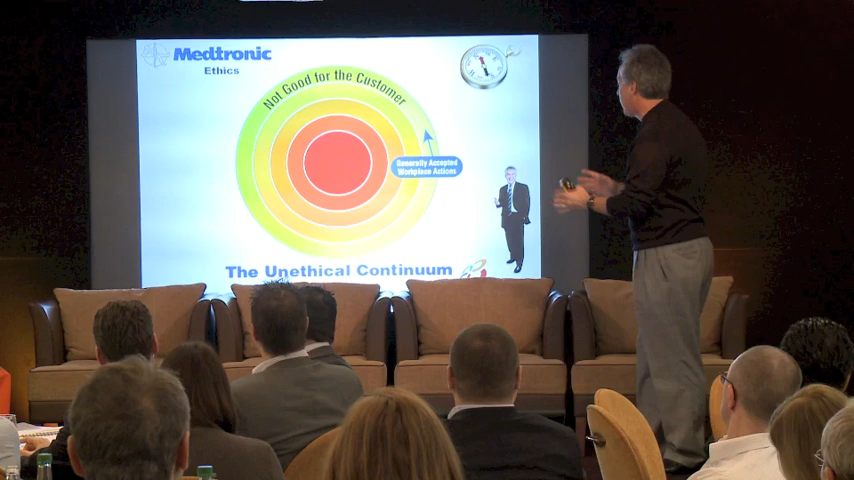 Medtronic
Ethics
Not Good for the Customer
Generally Accepted
Workplace Actions
The Unethical Continuum